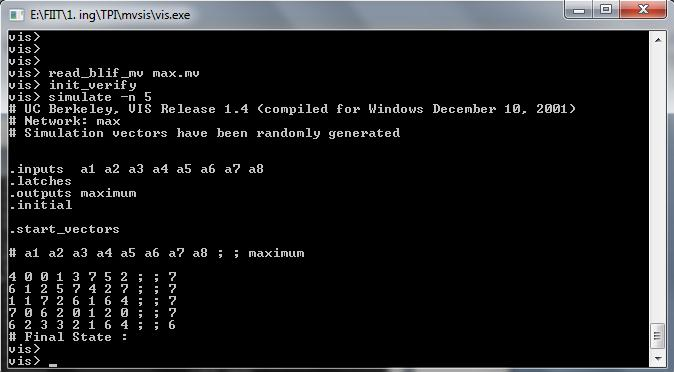 E:\FIIT\1. ing\TPI\mvsis\vis.exe
vis>
vis>
vis>
vis> read_blif_mv max.mv
vis> init_verify
vis> simulate -n 5
# UC Berkeley, VIS Release 1.4 (compiled for Windows December 10, 2001)
# Network: max
# Simulation vectors have been randomly generated
.inputs  a1 a2 a3 a4 a5 a6 a7 a8
.latches
.outputs maximum
.initial
.start_vectors
# a1 a2 a3 a4 a5 a6 a7 a8 ; ; maximum
4 0 0 1 3 7 5 2 ; ; 7
6 1 2 5 7 4 2 7 ; ; 7
1 1 7 2 6 1 6 4 ; ; 7
7 0 6 2 0 1 2 0 ; ; 7
6 2 3 3 2 1 6 4 ; ; 6
# Final State :
vis>
vis> _